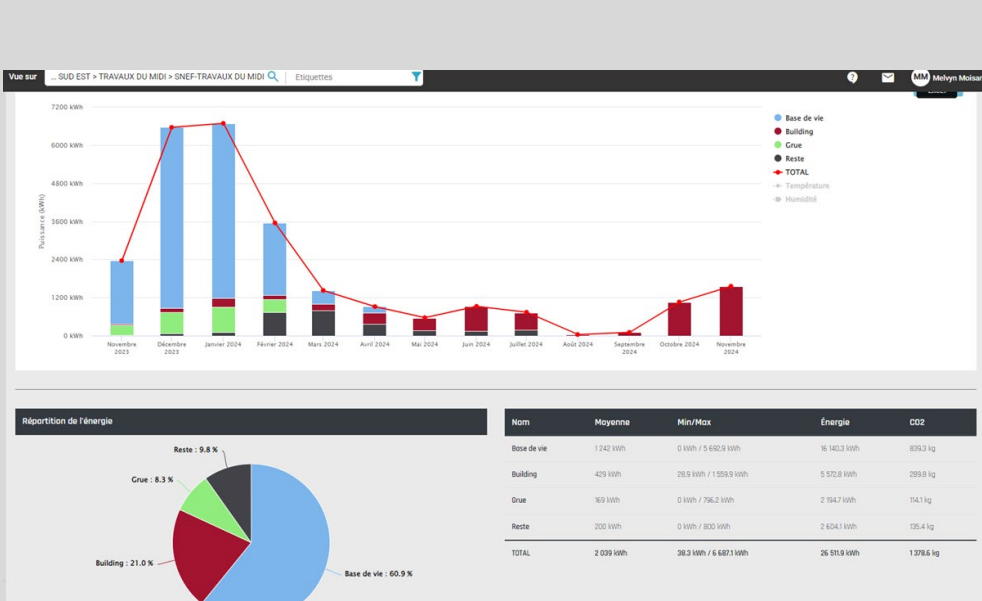 Vue sur
... SUD EST > TRAVAUX DU MIDI > SNEF-TRAVAUX DU MIDI
Etiquettes
?
MM
Melvyn Moisan
7200 kWh
6000 kWh
4800 kWh
3600 kWh
2400 kWh
1200 kWh
0 kWh
Puissance (kWh)
Novembre 2023
Décembre 2023
Janvier 2024
Février 2024
Mars 2024
Avril 2024
Mai 2024
Juin 2024
Juillet 2024
Août 2024
Septembre 2024
Octobre 2024
Novembre 2024
Base de vie
Building
Grue
Reste
TOTAL
Température
Humidité
Répartition de l'énergie
Reste : 9.8 %
Grue : 8.3 %
Building : 21.0 %
Base de vie : 60.9 %
Nom Moyenne Min/Max Énergie CO2
Base de vie 1 242 kWh 0 kWh / 5 692.9 kWh 16 140.3 kWh 839.3 kg
Building 429 kWh 28.9 kWh / 1 559.9 kWh 5 572.8 kWh 289.8 kg
Grue 169 kWh 0 kWh / 796.2 kWh 2 194.7 kWh 114.1 kg
Reste 200 kWh 0 kWh / 800 kWh 2 604.1 kWh 135.4 kg
TOTAL 2 039 kWh 38.3 kWh / 6 687.1 kWh 26 511.9 kWh 1 378.6 kg